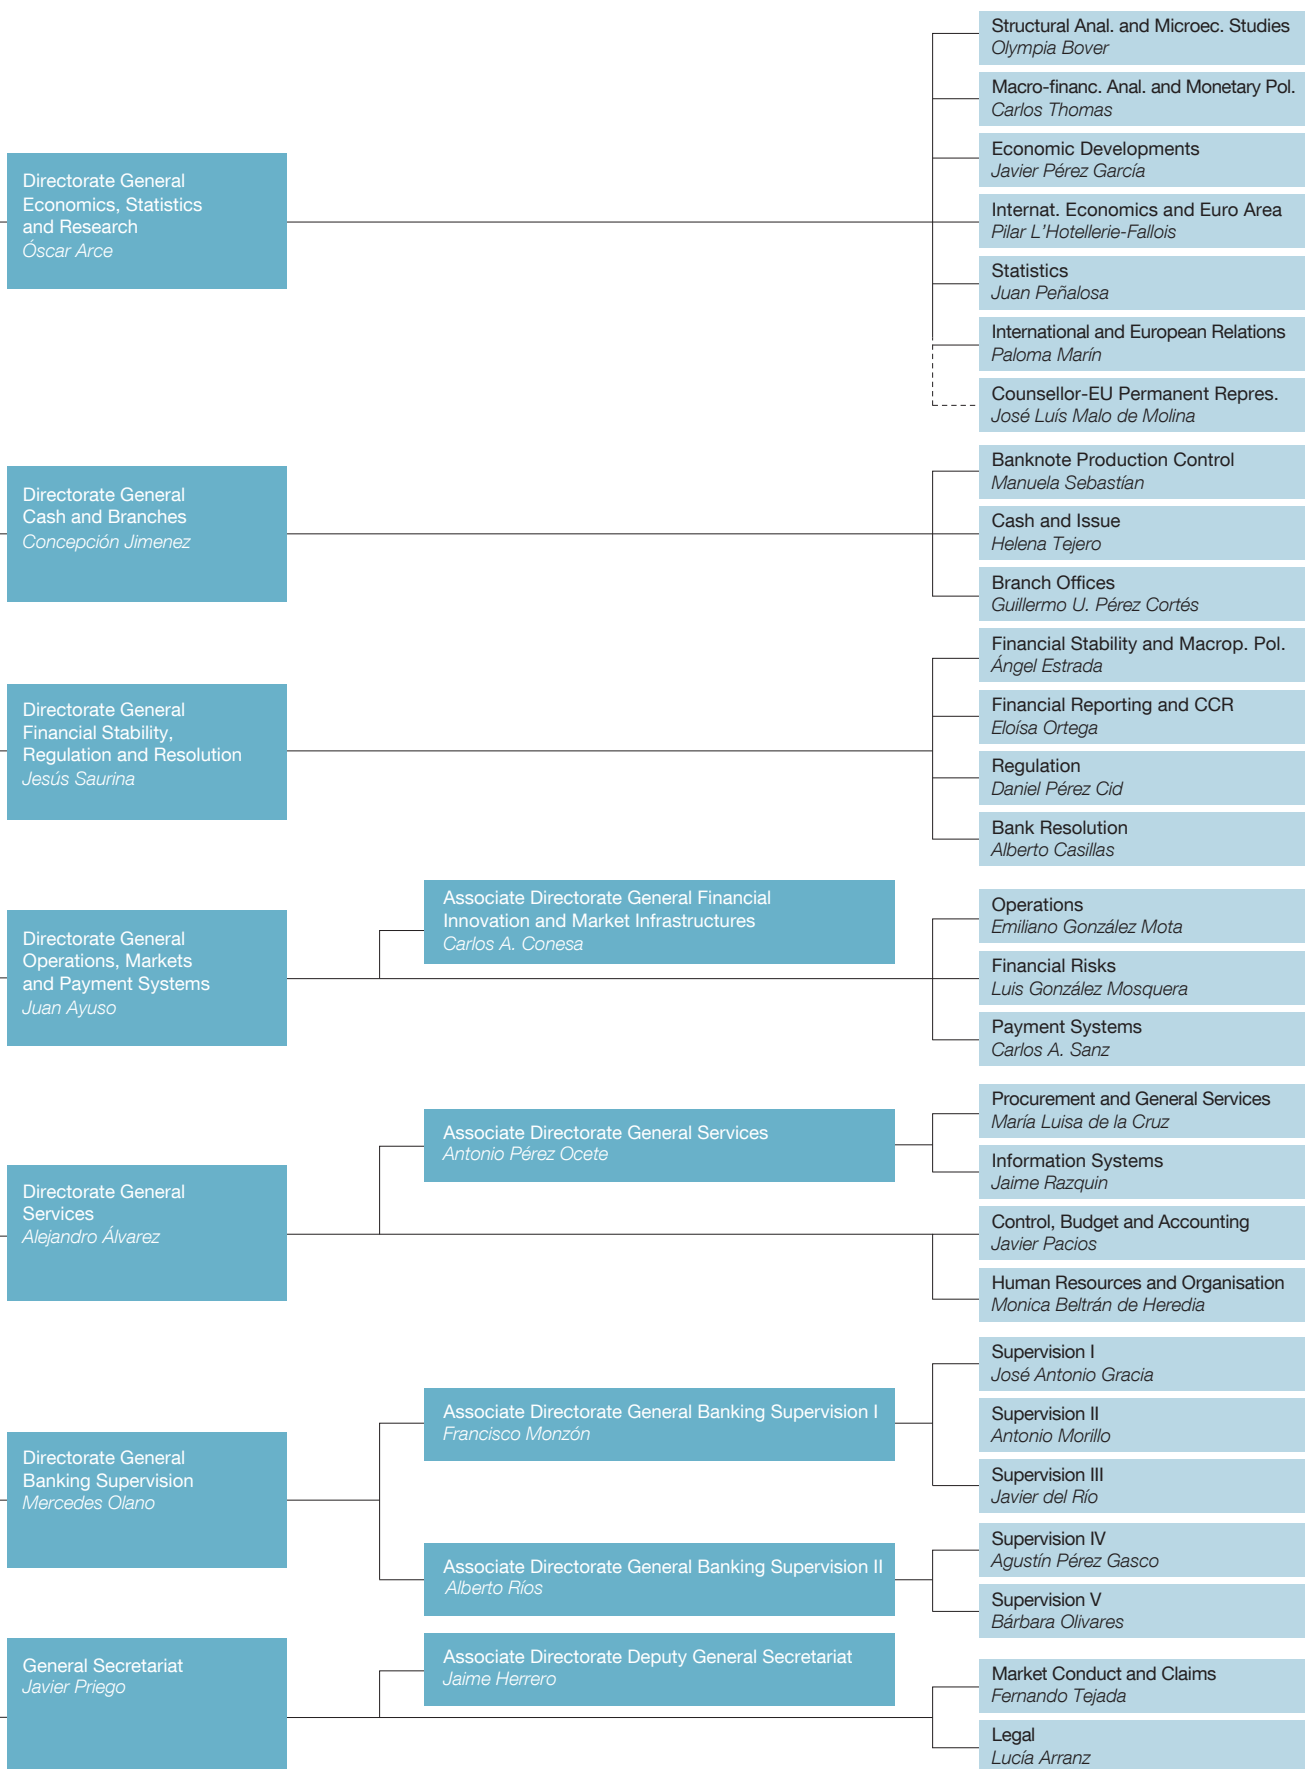 Structural Anal. and Microec. Studies
Olympia Bover
Macro-financ. Anal. and Monetary Pol.
Carlos Thomas
Economic Developments
Javier Pérez García
Directorate General
Economics, Statistics
and Research
Óscar Arce
Internat. Economics and Euro Area
Pilar L'Hotellerie-Fallois
Statistics
Juan Peñalosa
International and European Relations
Paloma Marín
Counsellor-EU Permanent Repres.
José Luís Malo de Molina
Directorate General
Cash and Branches
Concepción Jimenez
Banknote Production Control
Manuela Sebastían
Cash and Issue
Helena Tejero
Branch Offices
Guillermo U. Pérez Cortés
Directorate General
Financial Stability,
Regulation and Resolution
Jesús Saurina
Financial Stability and Macrop. Pol.
Ángel Estrada
Financial Reporting and CCR
Eloísa Ortega
Regulation
Daniel Pérez Cid
Bank Resolution
Alberto Casillas
Directorate General
Operations, Markets
and Payment Systems
Juan Ayuso
Associate Directorate General Financial
Innovation and Market Infrastructures
Carlos A. Conesa
Operations
Emiliano González Mota
Financial Risks
Luis González Mosquera
Payment Systems
Carlos A. Sanz
Directorate General
Services
Alejandro Álvarez
Associate Directorate General Services
Antonio Pérez Ocete
Procurement and General Services
María Luisa de la Cruz
Information Systems
Jaime Razquin
Control, Budget and Accounting
Javier Pacios
Human Resources and Organisation
Monica Beltrán de Heredia
Directorate General
Banking Supervision
Mercedes Olano
Associate Directorate General Banking Supervision I
Francisco Monzón
Supervision I
José Antonio Gracia
Supervision II
Antonio Morillo
Supervision III
Javier del Río
Associate Directorate General Banking Supervision II
Alberto Ríos
Supervision IV
Agustín Pérez Gasco
Supervision V
Bárbara Olivares
General Secretariat
Javier Priego
Associate Directorate Deputy General Secretariat
Jaime Herrero
Market Conduct and Claims
Fernando Tejada
Legal
Lucía Arranz